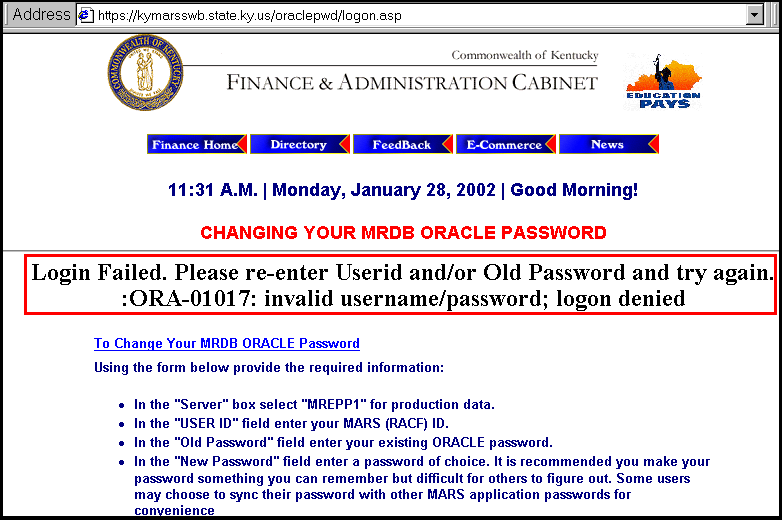 Address https://kymarsswb.state.ky.us/oraclepwd/logon.asp
COMMONWEALTH OF KENTUCKY
Commonwealth of Kentucky
FINANCE & ADMINISTRATION CABINET
EDUCATION
PAYS
Finance Home Directory FeedBack E-Commerce News
11:31 A.M. | Monday, January 28, 2002 | Good Morning!
CHANGING YOUR MRDB ORACLE PASSWORD
Login Failed. Please re-enter Userid and/or Old Password and try again.
:ORA-01017: invalid username/password; logon denied
To Change Your MRDB ORACLE Password
Using the form below provide the required information:
• In the "Server" box select "MREPP1" for production data.
• In the "USER ID" field enter your MARS (RACF) ID.
• In the "Old Password" field enter your existing ORACLE password.
• In the "New Password" field enter a password of choice. It is recommended you make your
password something you can remember but difficult for others to figure out. Some users
may choose to sync their password with other MARS application passwords for
convenience